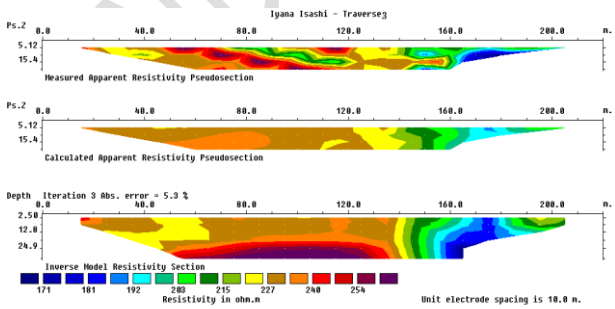 Iyana Isashi - Traverse3
Ps.Z
0.0 40.0 80.0 120.0 160.0 200.0 m.
5.12
15.4
Measured Apparent Resistivity Pseudosection
Ps.Z
0.0 40.0 80.0 120.0 160.0 200.0 m.
5.12
15.4
Calculated Apparent Resistivity Pseudosection
Depth Iteration 3 Abs. error = 5.3 %
0.0 40.0 80.0 120.0 160.0 200.0 m.
2.50
12.8
24.9
Inverse Model Resistivity Section
171 181 192 203 215 227 240 254
Resistivity in ohm.m
Unit electrode spacing is 10.0 m.